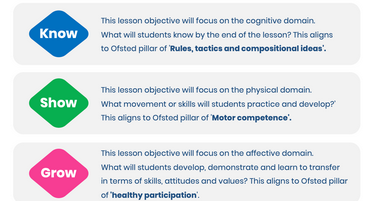 Know
This lesson objective will focus on the cognitive domain.
What will students know by the end of the lesson? This aligns
to Ofsted pillar of 'Rules, tactics and compositional ideas'.
Show
This lesson objective will focus on the physical domain.
What movement or skills will students practice and develop?'
This aligns to Ofsted pillar of 'Motor competence'.
Grow
This lesson objective will focus on the affective domain.
What will students develop, demonstrate and learn to transfer
in terms of skills, attitudes and values? This aligns to Ofsted pillar
of 'healthy participation'.